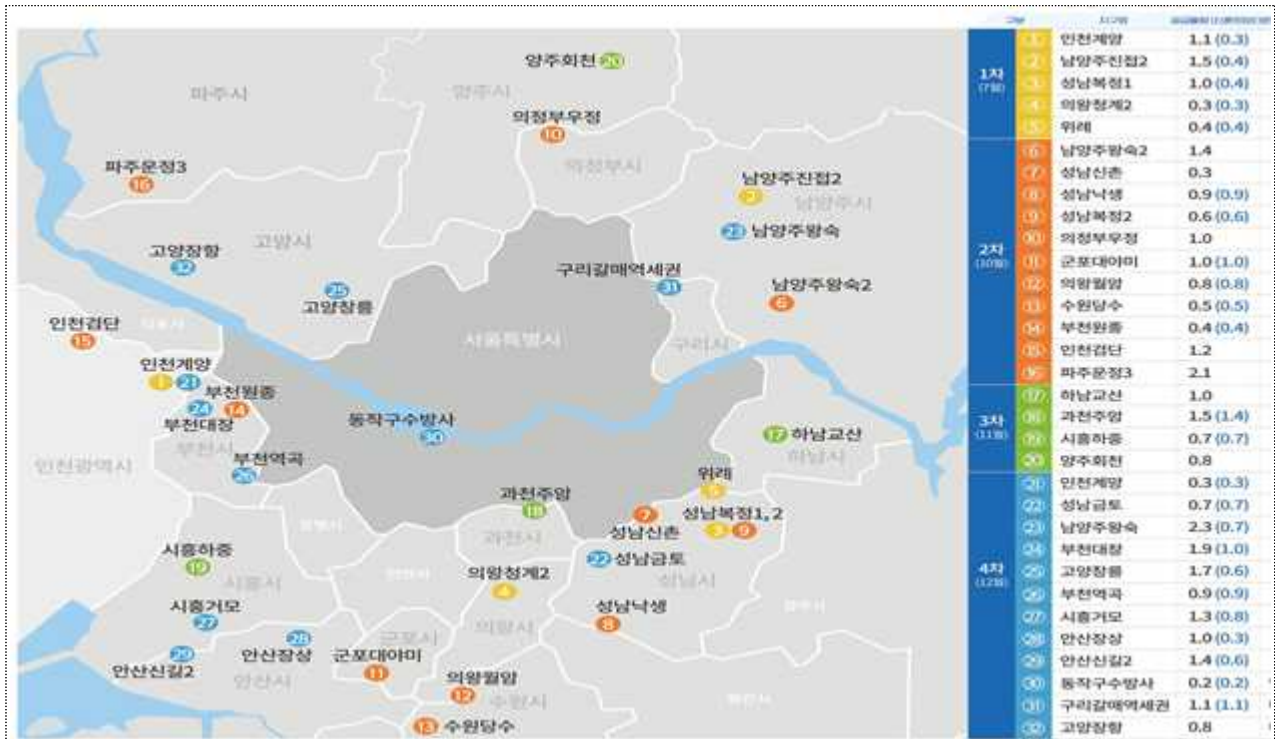 양주회천 20
파주시
양주시
의정부우정
10
파주운정3
16
의정부시
남양주진접2
2
남양주시
23 남양주왕숙
고양시
고양장항
32
구리갈매역세권
31
남양주왕숙2
6
25
고양창릉
인천검단
15
서울특별시
구리시
인천계양
1 21
부천원종
24 14
부천대장
동작구수방사
30
17 하남교산
하남시
부천시
인천광역시
부천역곡
26
위례
5
과천주암
18
7
성남신촌
성남복정1, 2
3 9
과천시
시흥하중
19
시흥시
22 성남금토
성남시
의왕청계2
4
시흥거모
27
성남낙생
8
의왕시
28
안산장상
군포시
군포대야미
11
29
안산신길2
안산시
의왕월암
12
수원시
13 수원당수
구분 지구명
1차
(7월)
① 인천계양 1.1 (0.3)
② 남양주진접2 1.5 (0.4)
③ 성남복정1 1.0 (0.4)
④ 의왕청계2 0.3 (0.3)
⑤ 위례 0.4 (0.4)
2차
(10월)
⑥ 남양주왕숙2 1.4
⑦ 성남신촌 0.3
⑧ 성남낙생 0.9 (0.9)
⑨ 성남복정2 0.6 (0.6)
⑩ 의정부우정 1.0
⑪ 군포대야미 1.0 (1.0)
⑫ 의왕월암 0.8 (0.8)
⑬ 수원당수 0.5 (0.5)
⑭ 부천원종 0.4 (0.4)
⑮ 인천검단 1.2
⑯ 파주운정3 2.1
3차
(11월)
⑰ 하남교산 1.0
⑱ 과천주암 1.5 (1.4)
⑲ 시흥하중 0.7 (0.7)
⑳ 양주회천 0.8
4차
(12월)
㉑ 인천계양 0.3 (0.3)
㉒ 성남금토 0.7 (0.7)
㉓ 남양주왕숙 2.3 (0.7)
㉔ 부천대장 1.9 (1.0)
㉕ 고양창릉 1.7 (0.6)
㉖ 부천역곡 0.9 (0.9)
㉗ 시흥거모 1.3 (0.8)
㉘ 안산장상 1.0 (0.3)
㉙ 안산신길2 1.4 (0.6)
㉚ 동작구수방사 0.2 (0.2)
㉛ 구리갈매역세권 1.1 (1.1)
㉜ 고양장항 0.8